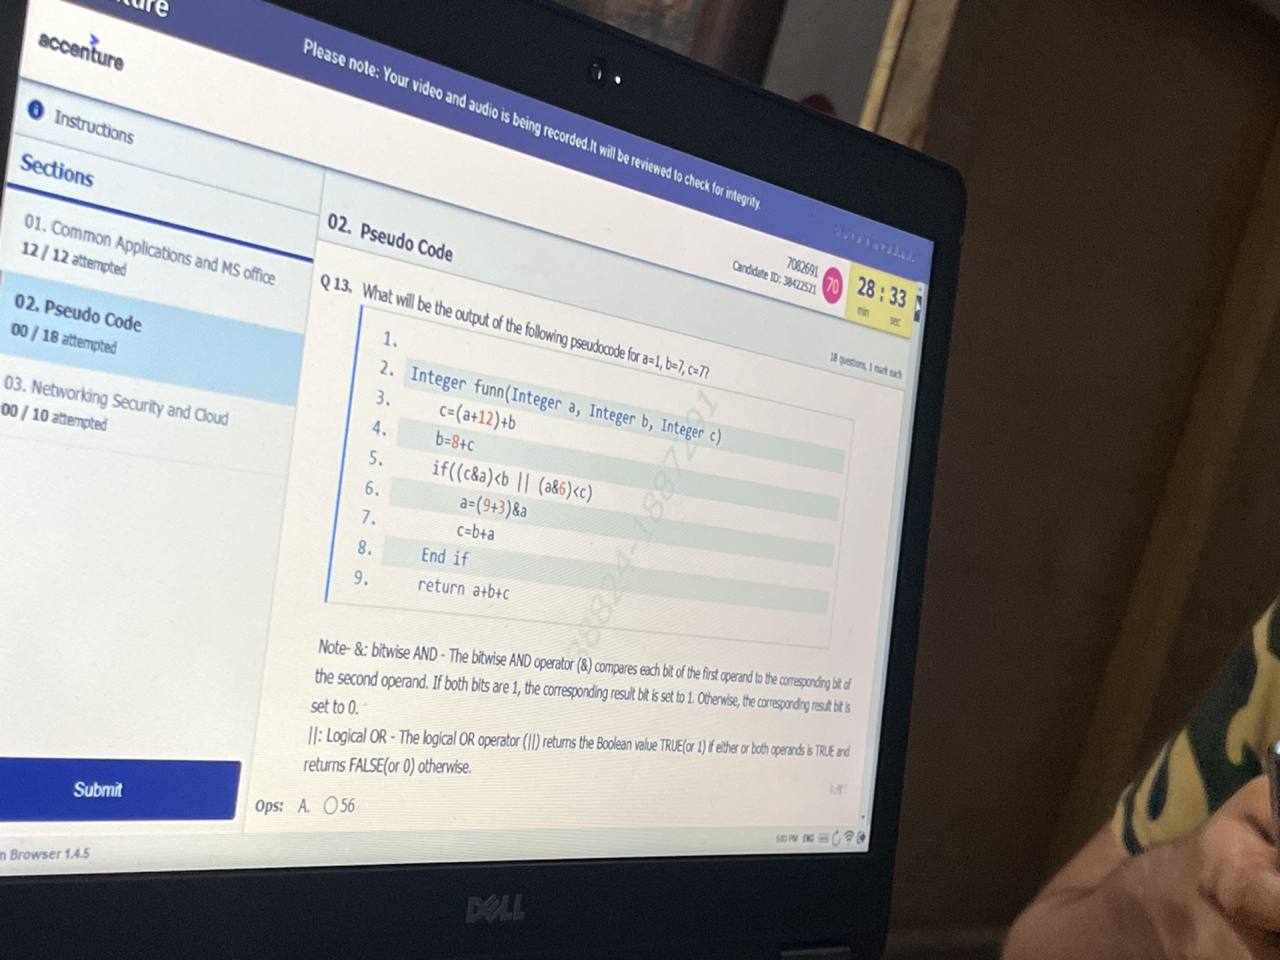 accenture
Please note: Your video and audio is being recorded.It will be reviewed to check for integrity.
Instructions
Sections
01. Common Applications and MS office
12 / 12 attempted
02. Pseudo Code
00 / 18 attempted
03. Networking Security and Cloud
00 / 10 attempted
Submit
n Browser 1.4.5
02. Pseudo Code
7082691
Candidate ID: 38422521
70
28 : 33
min sec
18 questions, 1 mark each
Q 13. What will be the output of the following pseudocode for a=1, b=7, c=7?
1.
2. Integer funn(Integer a, Integer b, Integer c)
3. c=(a+12)+b
4. b=8+c
5. if((c&a)<b || (a&6)<c)
6. a=(9+3)&a
7. c=b+a
8. End if
9. return a+b+c
Note- &: bitwise AND - The bitwise AND operator (&) compares each bit of the first operand to the corresponding bit of
the second operand. If both bits are 1, the corresponding result bit is set to 1. Otherwise, the corresponding result bit is
set to 0.
||: Logical OR - The logical OR operator (||) returns the Boolean value TRUE(or 1) if either or both operands is TRUE and
returns FALSE(or 0) otherwise.
Ops: A. 56
5:03 PM ENG
DELL